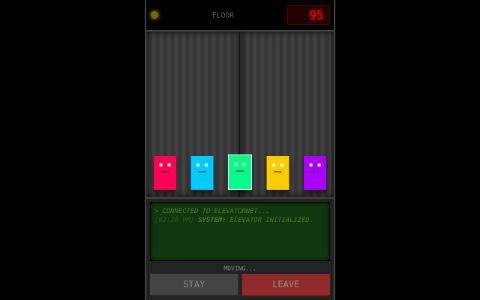 FLOOR
95
> CONNECTED TO ELEVATORNET...
[02:28 PM] SYSTEM: ELEVATOR INITIALIZED.
MOVING...
STAY
LEAVE